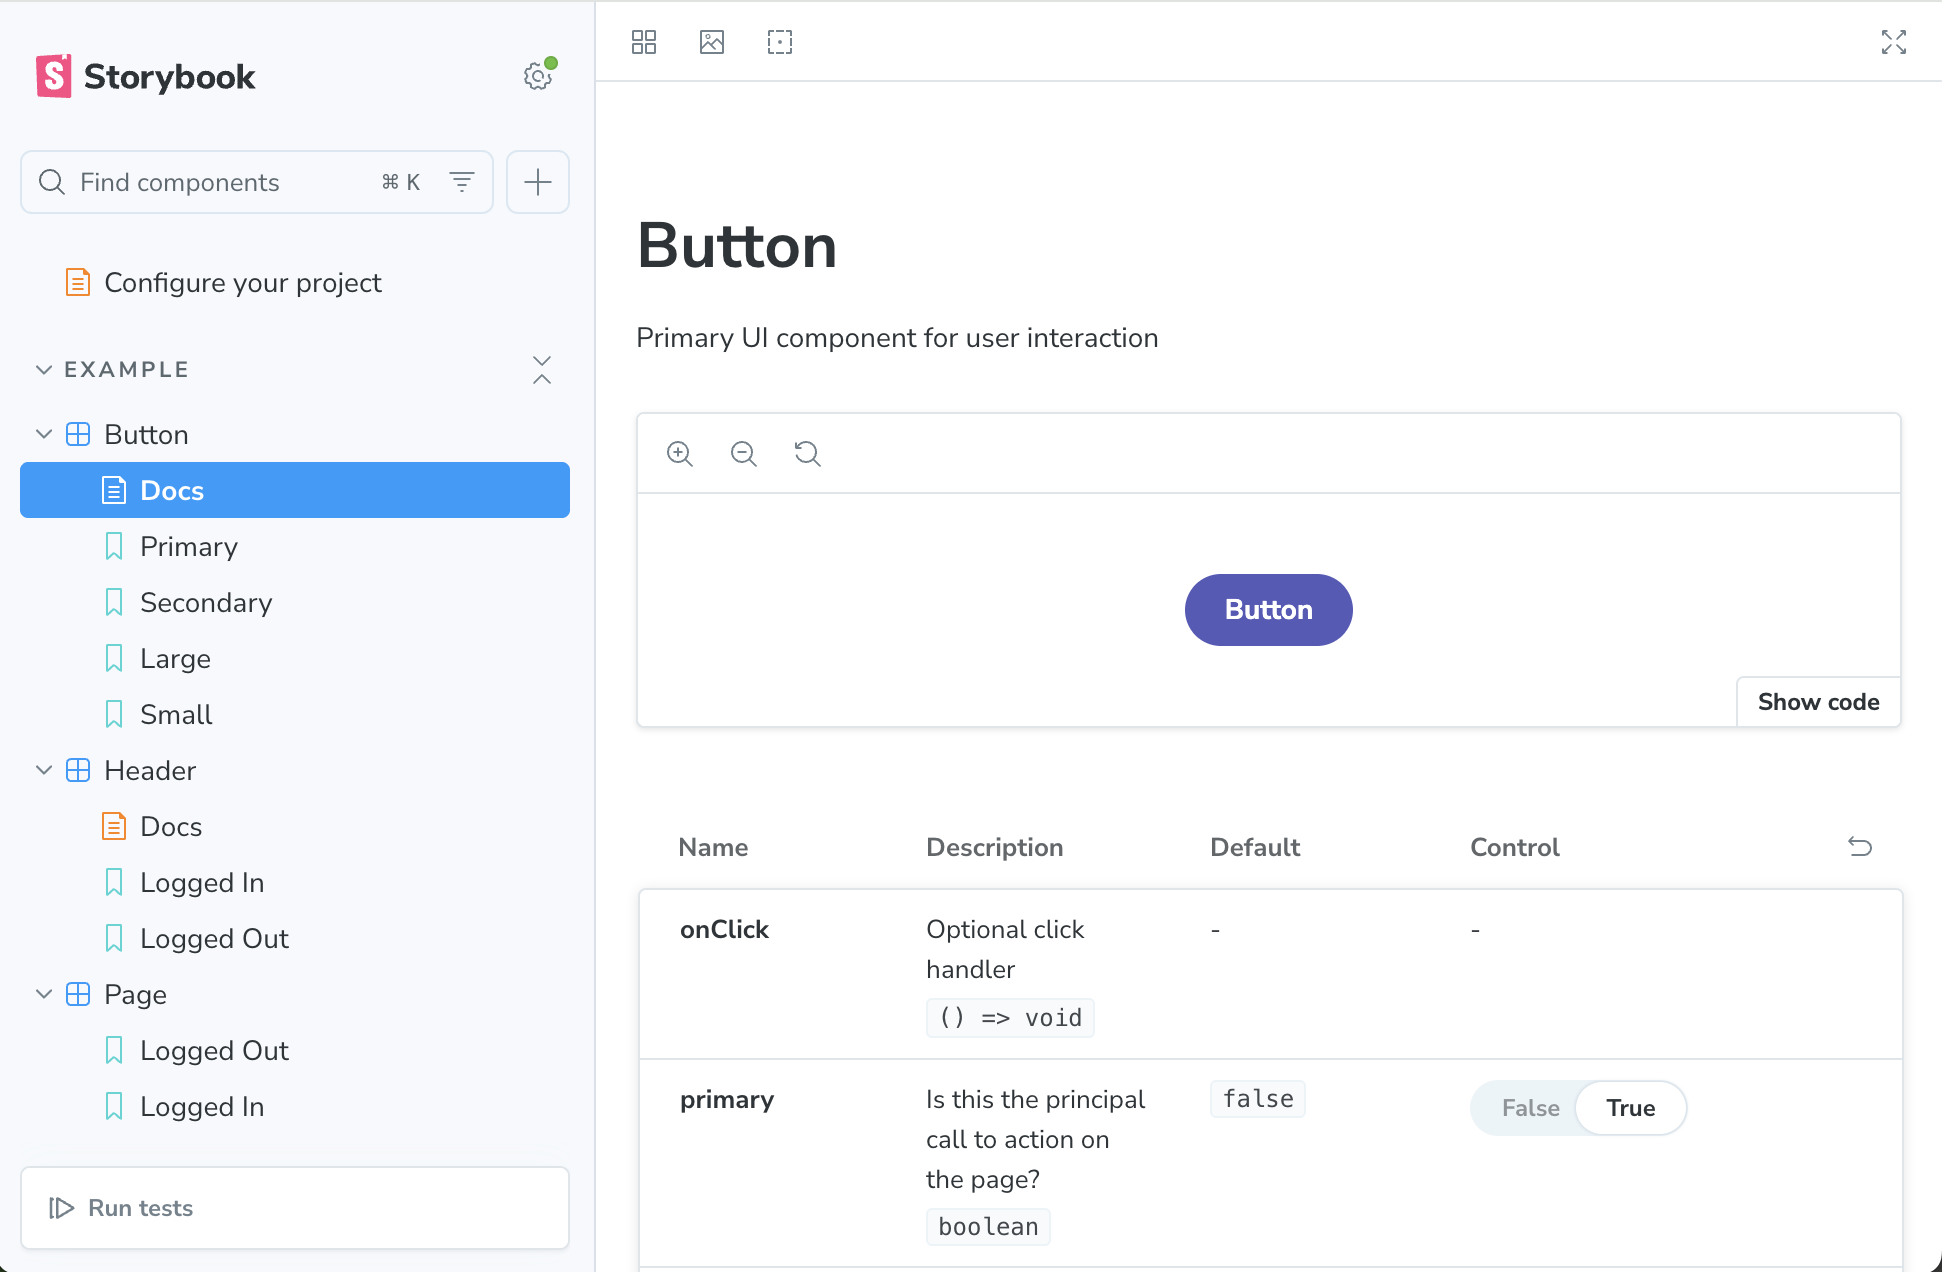 Storybook
Find components
⌘ K
Configure your project
EXAMPLE
Button
Docs
Primary
Secondary
Large
Small
Header
Docs
Logged In
Logged Out
Page
Logged Out
Logged In
Run tests
Button
Primary UI component for user interaction
Button
Show code
Name Description Default Control
onClick Optional click - -
handler
() => void
primary Is this the principal false False True
call to action on
the page?
boolean